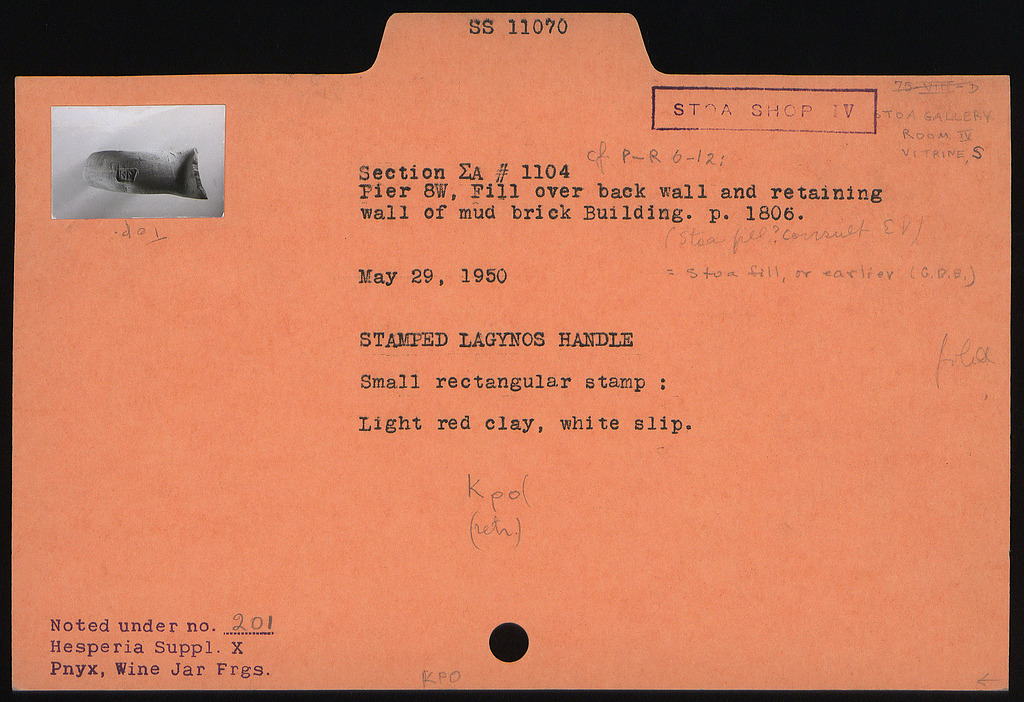 SS 11070
75-VIII-D
STOA SHOP IV
STOA GALLERY
ROOM IV
VITRINE, S
cf. P-R 6-12;
Section ΣA # 1104
Pier 8W, Fill over back wall and retaining
wall of mud brick Building. p. 1806.
(Stoa fill? consult EV)
Top.
May 29, 1950
= Stoa fill, or earlier (G.R.E.)
STAMPED LAGYNOS HANDLE
Small rectangular stamp :
Light red clay, white slip.
Kpo(
(retr.)
Noted under no. 201
Hesperia Suppl. X
Pnyx, Wine Jar Frgs.
KPO